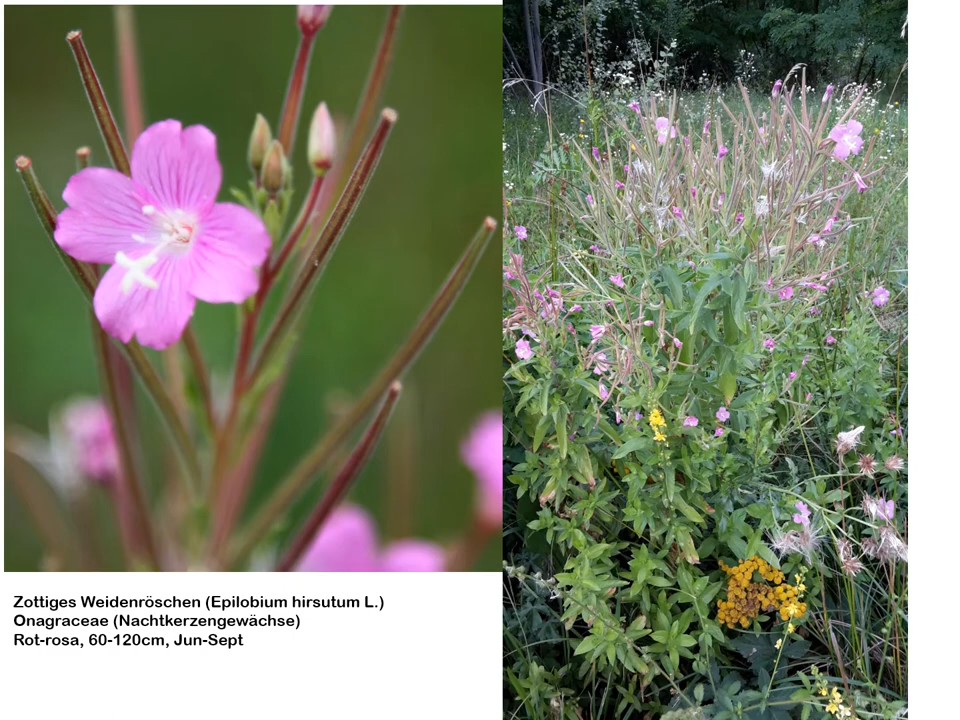 Zottiges Weidenröschen (Epilobium hirsutum L.)
Onagraceae (Nachtkerzengewächse)
Rot-rosa, 60-120cm, Jun-Sept